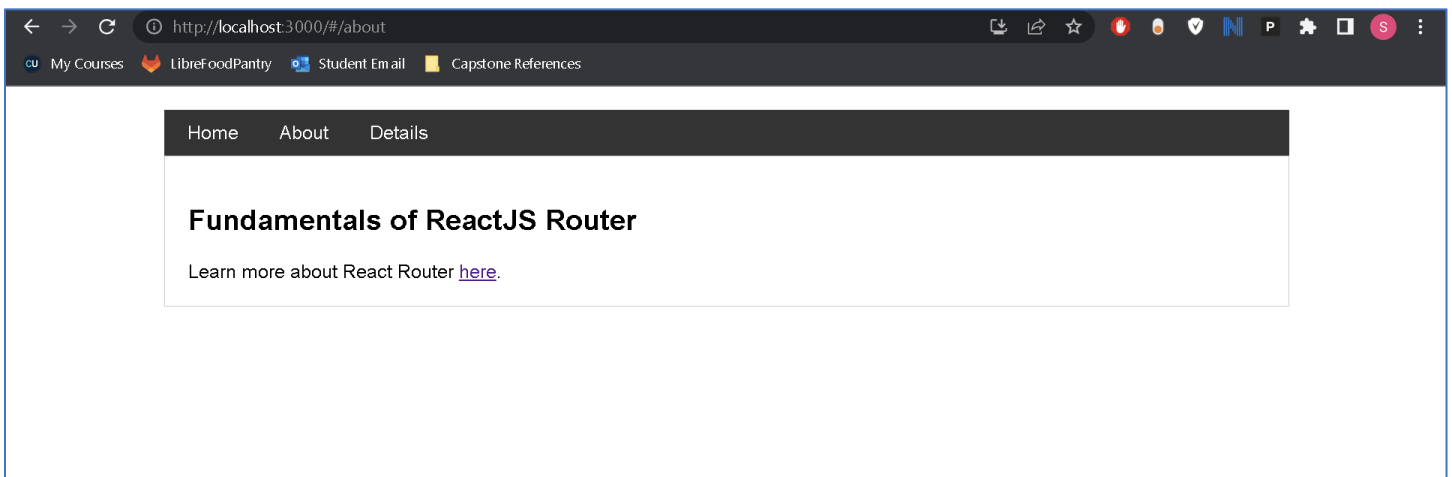 http://localhost:3000/#/about
P
S
CU My Courses LibreFoodPantry Student Email Capstone References
Home About Details
Fundamentals of ReactJS Router
Learn more about React Router here.